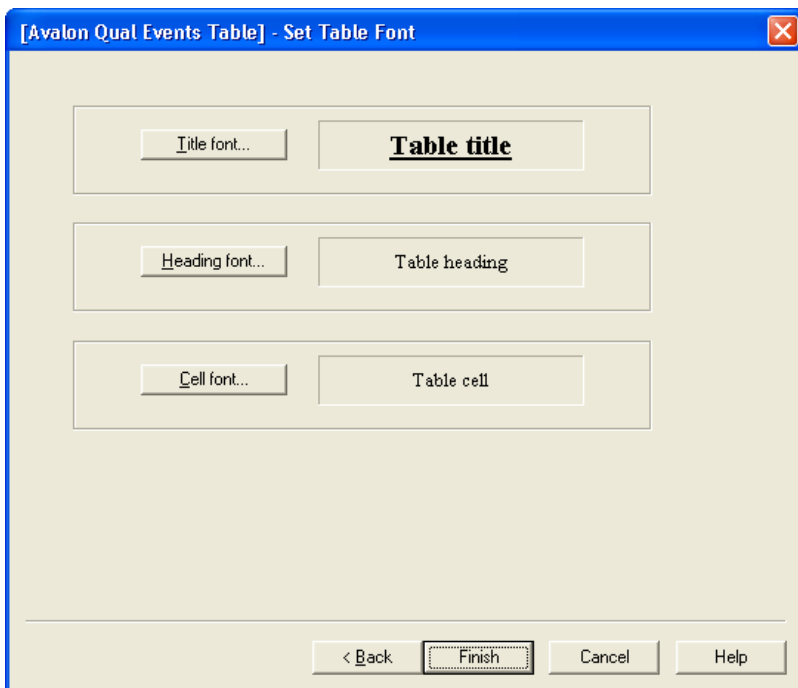 [Avalon Qual Events Table] - Set Table Font
Title font...
Table title
Heading font...
Table heading
Cell font...
Table cell
< Back Finish Cancel Help